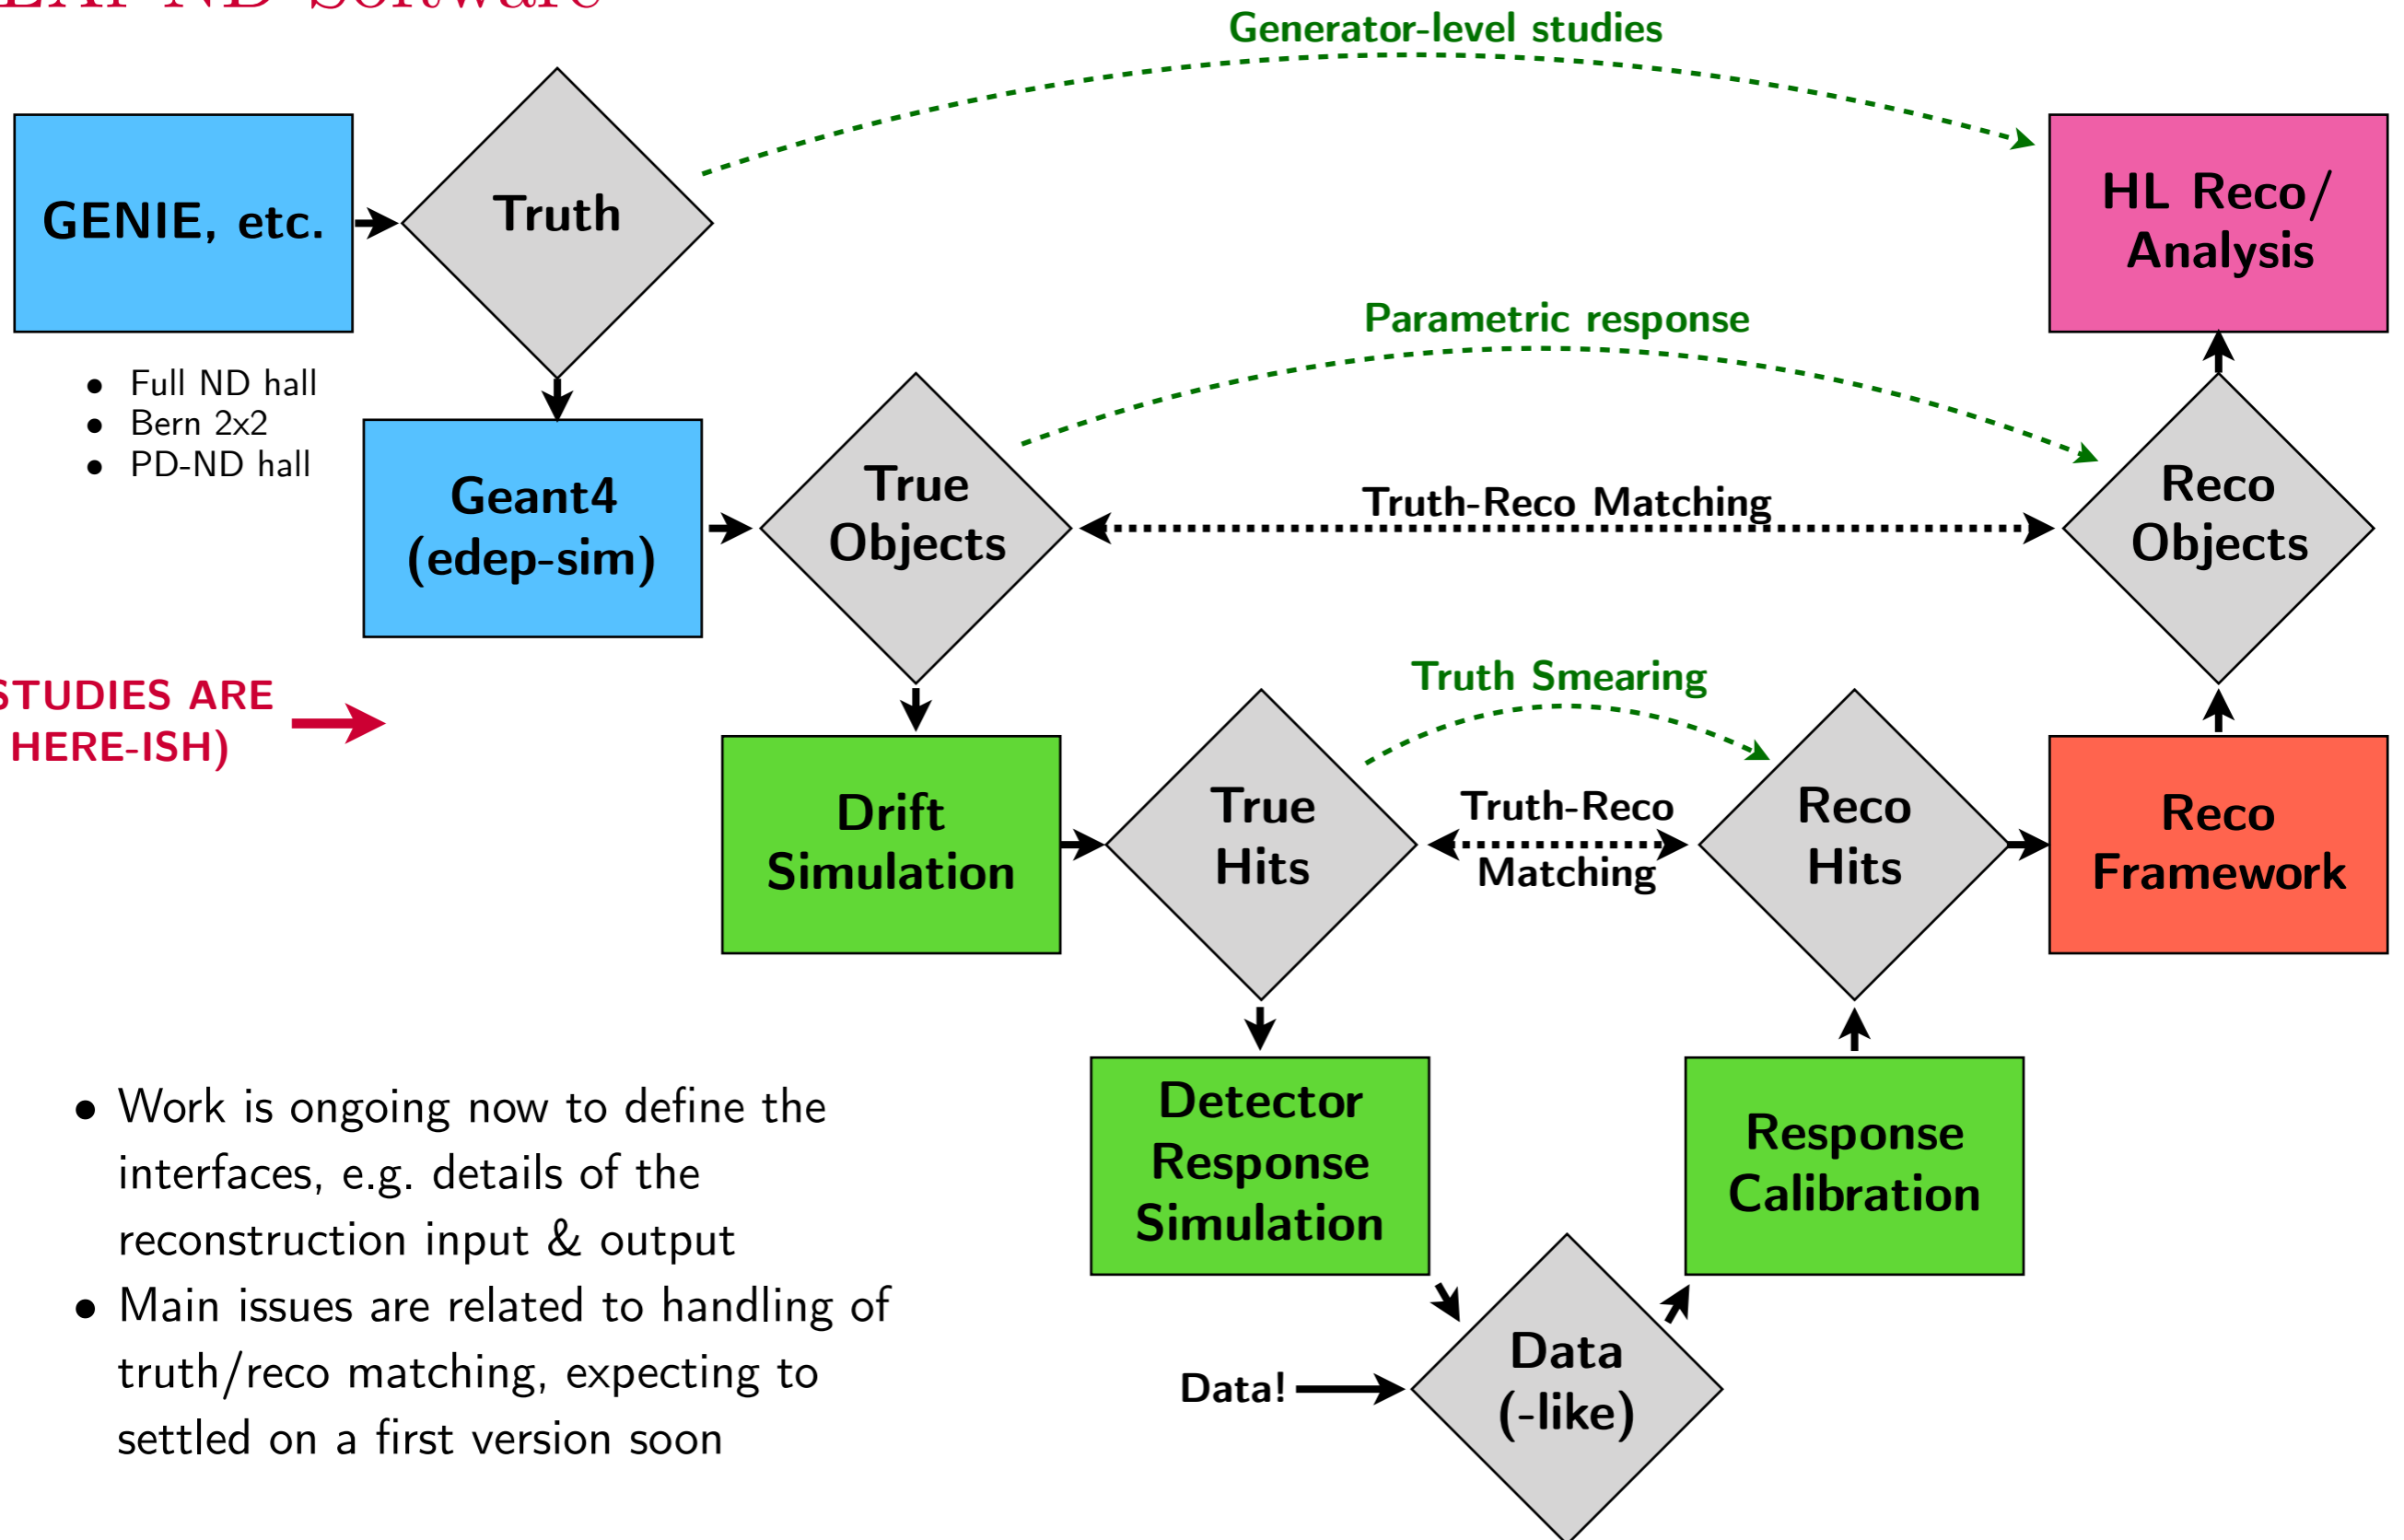 ND Software
Generator-level studies
GENIE, etc.
Truth
HL Reco/
Analysis
• Full ND hall
• Bern 2x2
• PD-ND hall
Parametric response
Geant4
(edep-sim)
True
Objects
Truth-Reco Matching
Reco
Objects
STUDIES ARE
HERE-ISH)
Truth Smearing
Drift
Simulation
True
Hits
Truth-Reco
Matching
Reco
Hits
Reco
Framework
Detector
Response
Simulation
Response
Calibration
Data!
Data
(-like)
• Work is ongoing now to define the
interfaces, e.g. details of the
reconstruction input & output
• Main issues are related to handling of
truth/reco matching, expecting to
settled on a first version soon